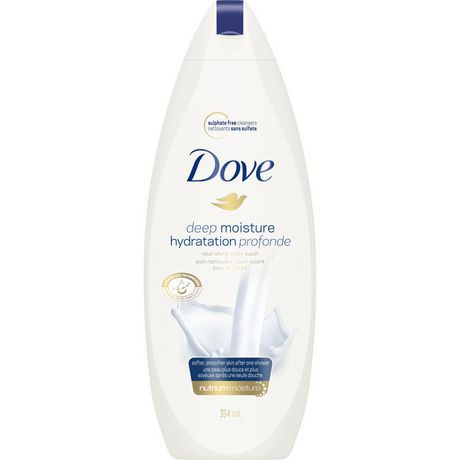 sulphate free cleansers
nettoyants sans sulfate
Dove
deep moisture
hydratation profonde
nourishing body wash
soin nettoyant nourrissant
pour le corps
softer, smoother skin after one shower
une peau plus douce et plus
soyeuse après une seule douche
nutriummoisture
354 mL